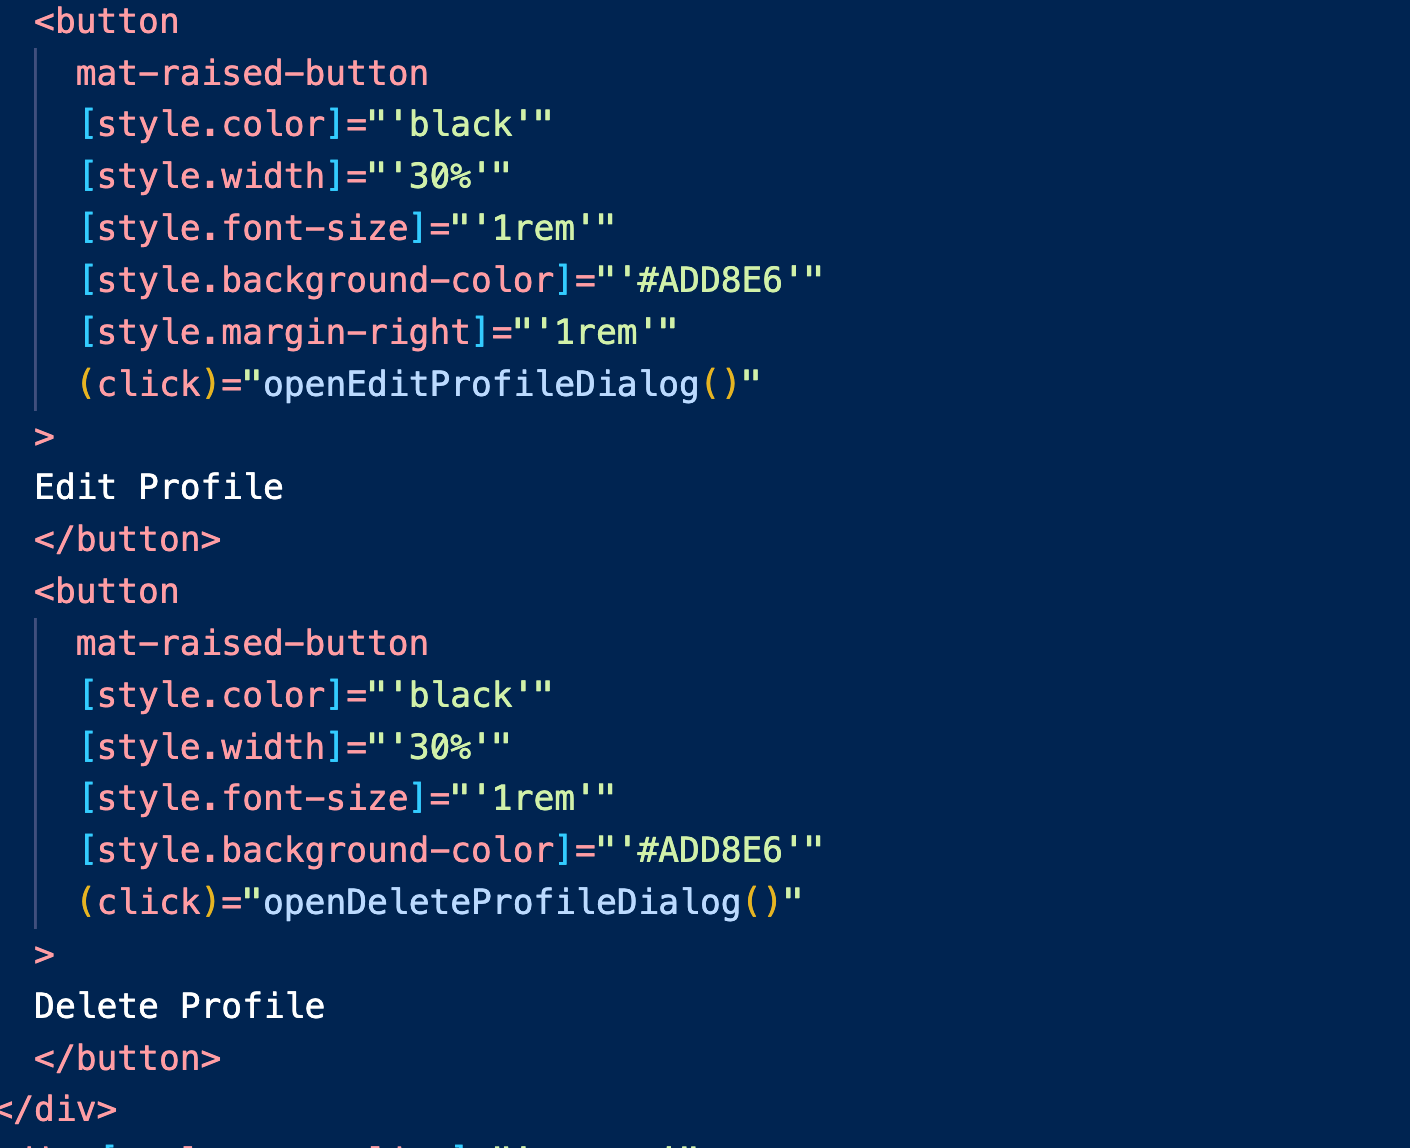 <button
mat-raised-button
[style.color]="'black'"
[style.width]="'30%'"
[style.font-size]="'1rem'"
[style.background-color]="'#ADD8E6'"
[style.margin-right]="'1rem'"
(click)="openEditProfileDialog()"
>
Edit Profile
</button>
<button
mat-raised-button
[style.color]="'black'"
[style.width]="'30%'"
[style.font-size]="'1rem'"
[style.background-color]="'#ADD8E6'"
(click)="openDeleteProfileDialog()"
>
Delete Profile
</button>
</div>